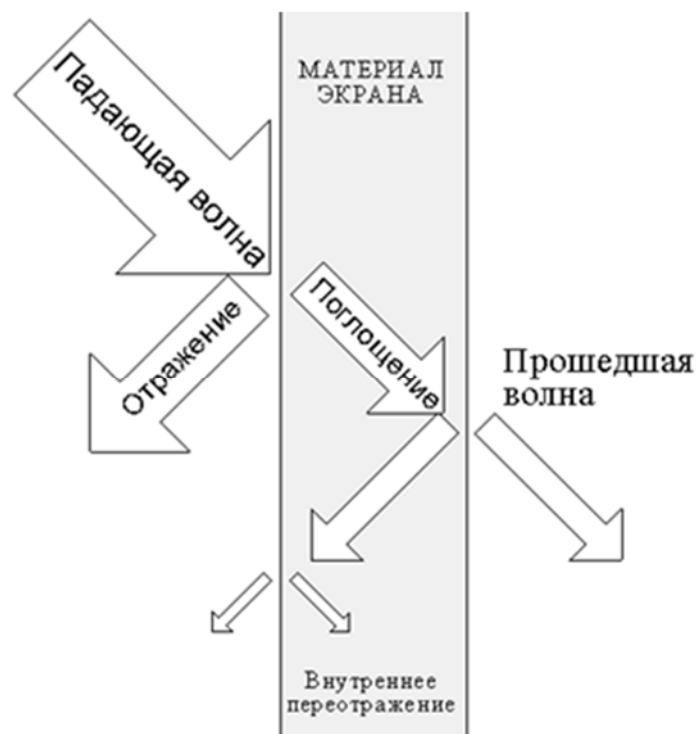 МАТЕРИАЛ
ЭКРАНА
Падающая волна
Отражение
Поглощение
Прошедшая
волна
Внутреннее
переотражение